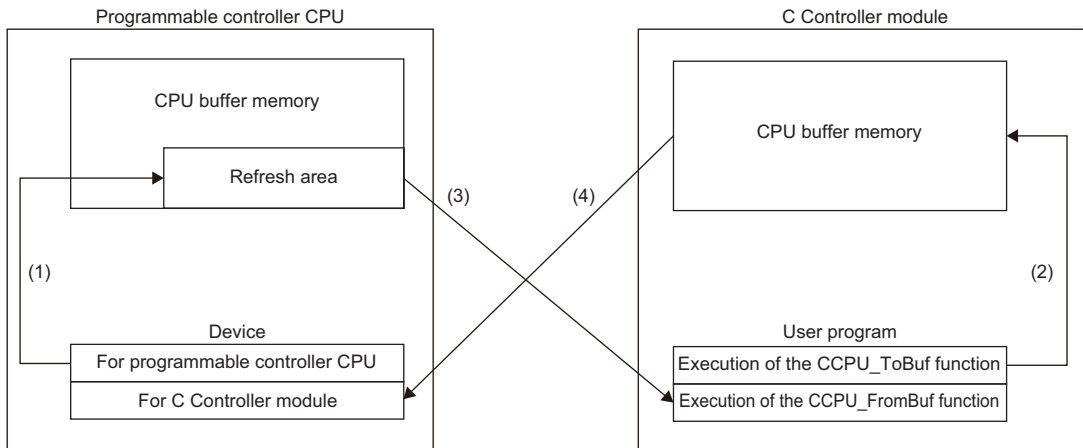 Programmable controller CPU
C Controller module
CPU buffer memory
Refresh area
CPU buffer memory
(1)
(3)
(4)
(2)
Device
For programmable controller CPU
For C Controller module
User program
Execution of the CCPU_ToBuf function
Execution of the CCPU_FromBuf function